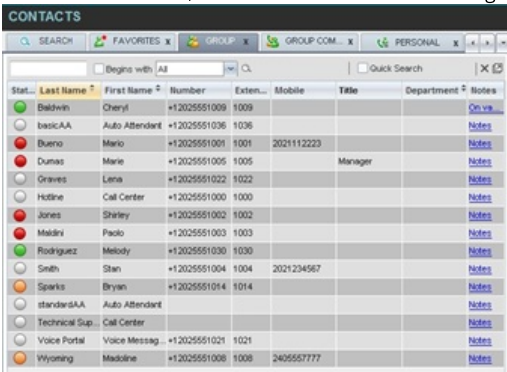 CONTACTS
SEARCH FAVORITES x GROUP x GROUP COM... x PERSONAL x
Begins with All Quick Search
Stat... Last Name First Name Number Exten... Mobile Title Department Notes
Baldwin Cheryl +12025551009 1009 On va...
basicAA Auto Attendant +12025551036 1036 Notes
Bueno Mario +12025551001 1001 2021112223 Notes
Dumas Marie +12025551005 1005 Manager Notes
Graves Lena +12025551022 1022 Notes
Hotline Call Center +12025551000 1000 Notes
Jones Shirley +12025551002 1002 Notes
Maldini Paolo +12025551003 1003 Notes
Rodriguez Melody +12025551030 1030 Notes
Smith Stan +12025551004 1004 2021234567 Notes
Sparks Bryan +12025551014 1014 Notes
standardAA Auto Attendant Notes
Technical Sup... Call Center Notes
Voice Portal Voice Messag... +12025551021 1021 Notes
Wyoming Madoline +12025551008 1008 2405557777 Notes